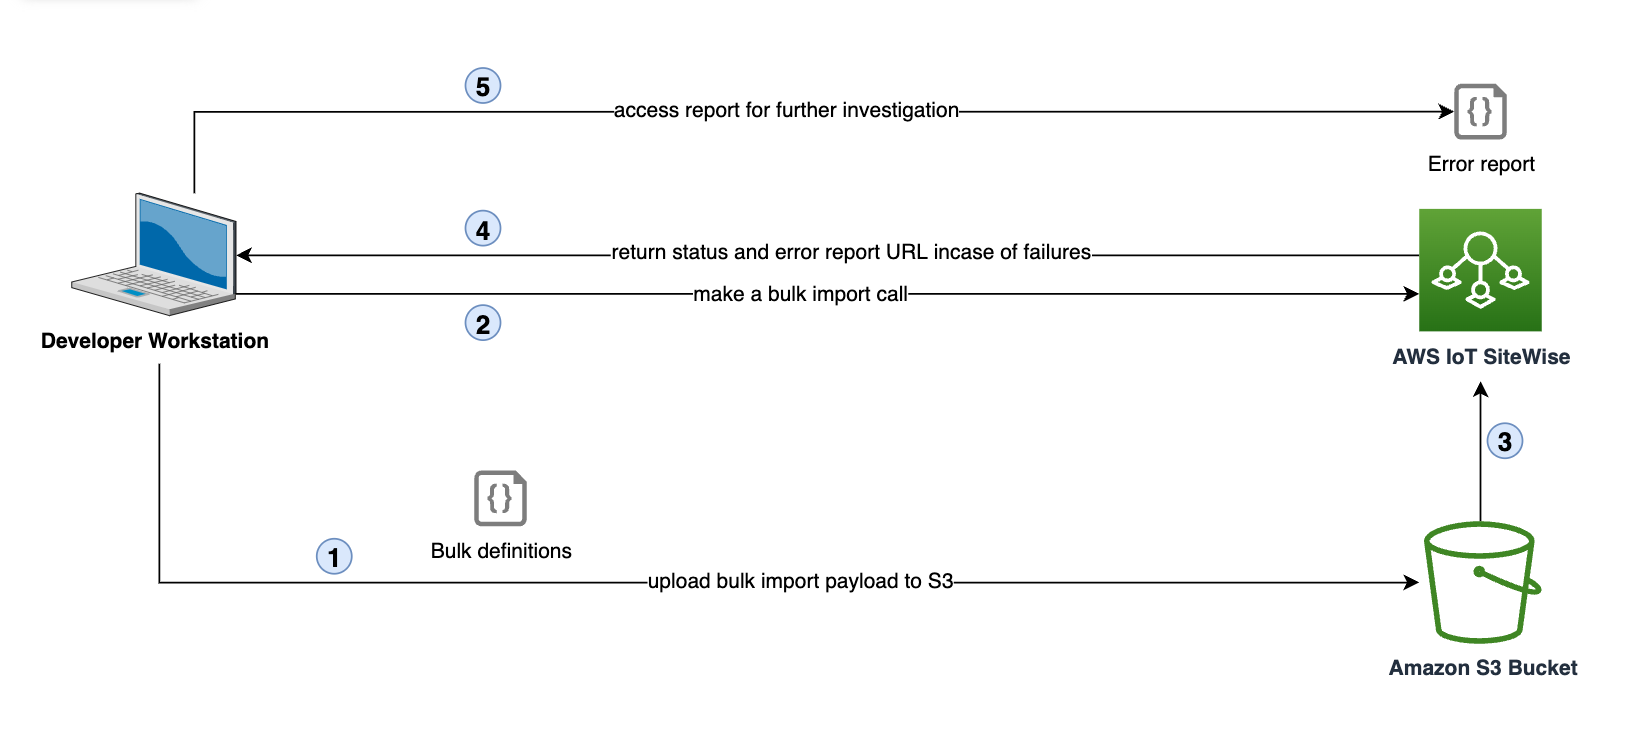 5
access report for further investigation
{}
Error report
4
return status and error report URL incase of failures
make a bulk import call
2
Developer Workstation
AWS IoT SiteWise
3
{}
Bulk definitions
1
upload bulk import payload to S3
Amazon S3 Bucket